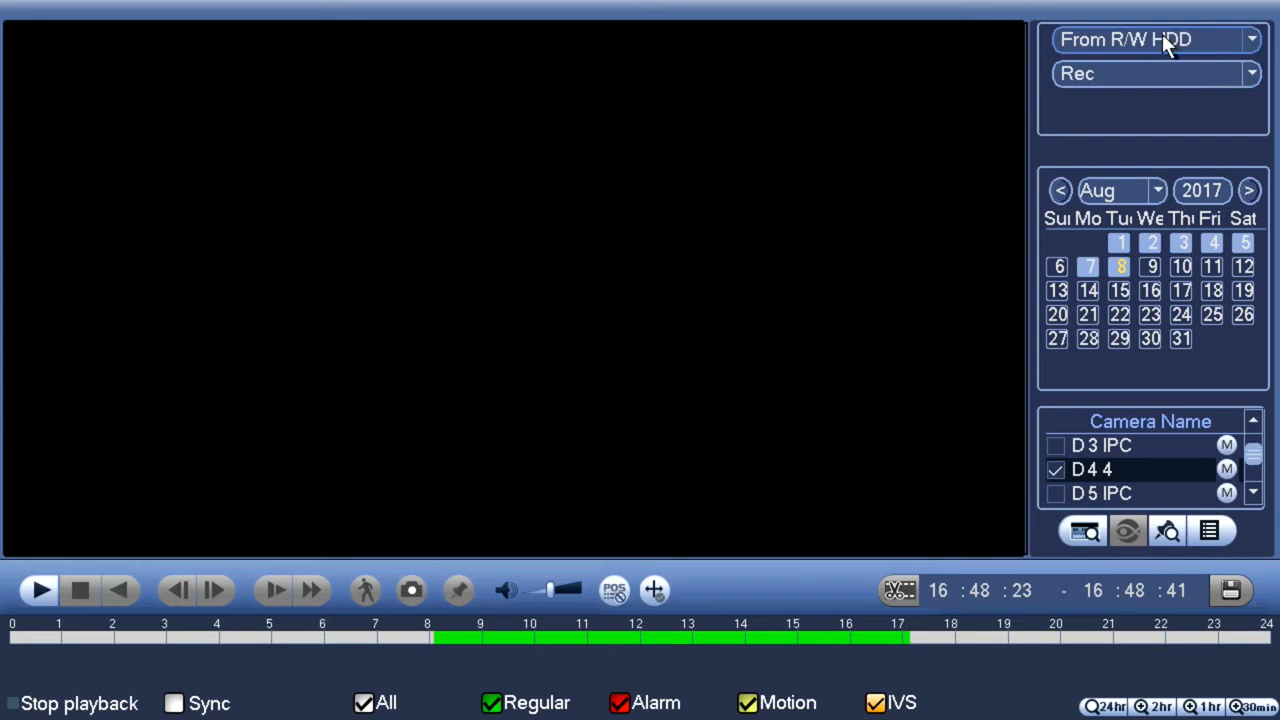 From R/W HDD
Rec
< Aug 2017 >
Sun Mo Tue We Thu Fri Sat
1 2 3 4 5
6 7 8 9 10 11 12
13 14 15 16 17 18 19
20 21 22 23 24 25 26
27 28 29 30 31
Camera Name
D 3 IPC M
D 4 4 M
D 5 IPC M
POS 16 :48 :23 - 16 :48 :41
0 1 2 3 4 5 6 7 8 9 10 11 12 13 14 15 16 17 18 19 20 21 22 23 24
Stop playback Sync All Regular Alarm Motion IVS 24hr 2hr 1hr 30min